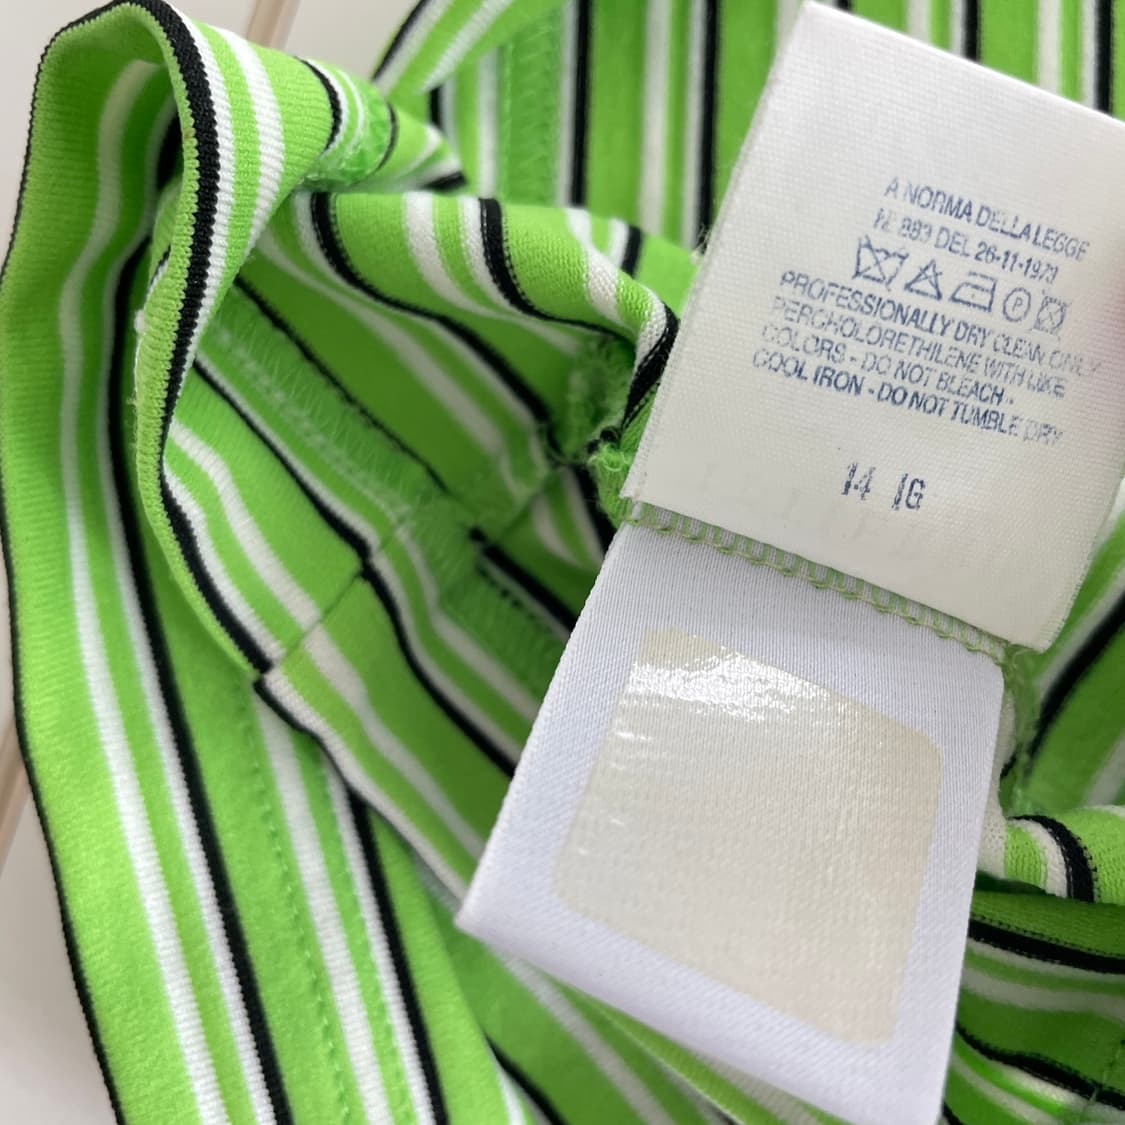 A NORMA DELLA LEGGE
N. 883 DEL 26-11-1973
P
PROFESSIONALLY DRY CLEAN ONLY
PERCHOLORETHILENE WITH LIKE
COLORS - DO NOT BLEACH -
COOL IRON - DO NOT TUMBLE DRY
14 IG